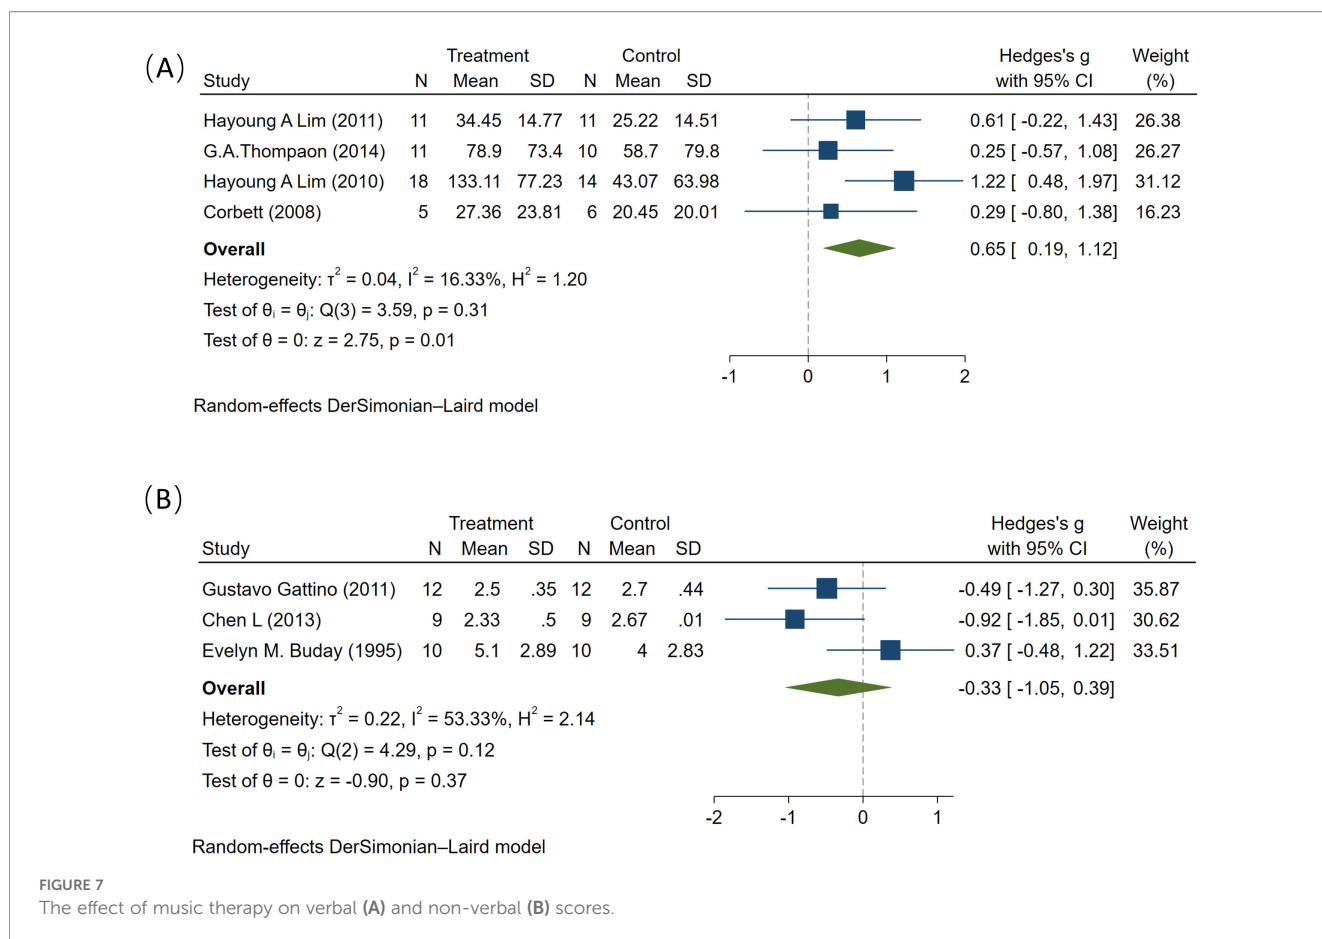 (A)
Treatment Control Hedges's g Weight
Study N Mean SD N Mean SD with 95% CI (%)
Hayoung A Lim (2011) 11 34.45 14.77 11 25.22 14.51 0.61 [ -0.22, 1.43] 26.38
G.A.Thompaon (2014) 11 78.9 73.4 10 58.7 79.8 0.25 [ -0.57, 1.08] 26.27
Hayoung A Lim (2010) 18 133.11 77.23 14 43.07 63.98 1.22 [ 0.48, 1.97] 31.12
Corbett (2008) 5 27.36 23.81 6 20.45 20.01 0.29 [ -0.80, 1.38] 16.23
Overall 0.65 [ 0.19, 1.12]
Heterogeneity: τ² = 0.04, I² = 16.33%, H² = 1.20
Test of θᵢ = θⱼ: Q(3) = 3.59, p = 0.31
Test of θ = 0: z = 2.75, p = 0.01
-1 0 1 2
Random-effects DerSimonian–Laird model
(B)
Treatment Control Hedges's g Weight
Study N Mean SD N Mean SD with 95% CI (%)
Gustavo Gattino (2011) 12 2.5 .35 12 2.7 .44 -0.49 [ -1.27, 0.30] 35.87
Chen L (2013) 9 2.33 .5 9 2.67 .01 -0.92 [ -1.85, 0.01] 30.62
Evelyn M. Buday (1995) 10 5.1 2.89 10 4 2.83 0.37 [ -0.48, 1.22] 33.51
Overall -0.33 [ -1.05, 0.39]
Heterogeneity: τ² = 0.22, I² = 53.33%, H² = 2.14
Test of θᵢ = θⱼ: Q(2) = 4.29, p = 0.12
Test of θ = 0: z = -0.90, p = 0.37
-2 -1 0 1
Random-effects DerSimonian–Laird model
FIGURE 7
The effect of music therapy on verbal (A) and non-verbal (B) scores.